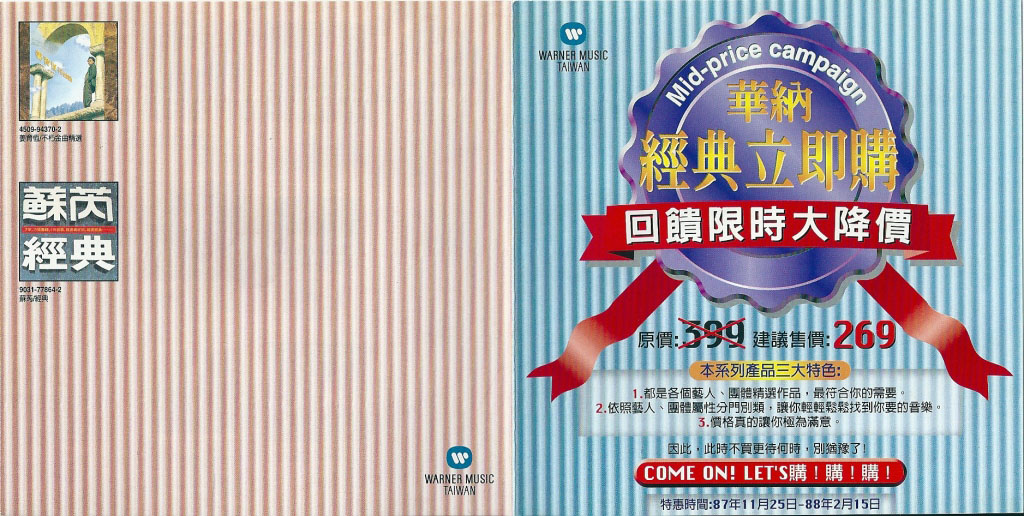 4509-94370-2
姜育恆/不朽金曲精選
蘇芮
經典
9031-77864-2
蘇芮/經典
WARNER MUSIC
TAIWAN
WARNER MUSIC
TAIWAN
Mid-price campaign
華納
經典立即購
回饋限時大降價
原價:399 建議售價:269
本系列產品三大特色:
1.都是各個藝人、團體精選作品，最符合你的需要。
2.依照藝人、團體屬性分門別類，讓你輕輕鬆鬆找到你要的音樂。
3.價格真的讓你極為滿意。
因此，此時不買更待何時，別猶豫了!
COME ON! LET'S購！購！購！
特惠時間:87年11月25日-88年2月15日